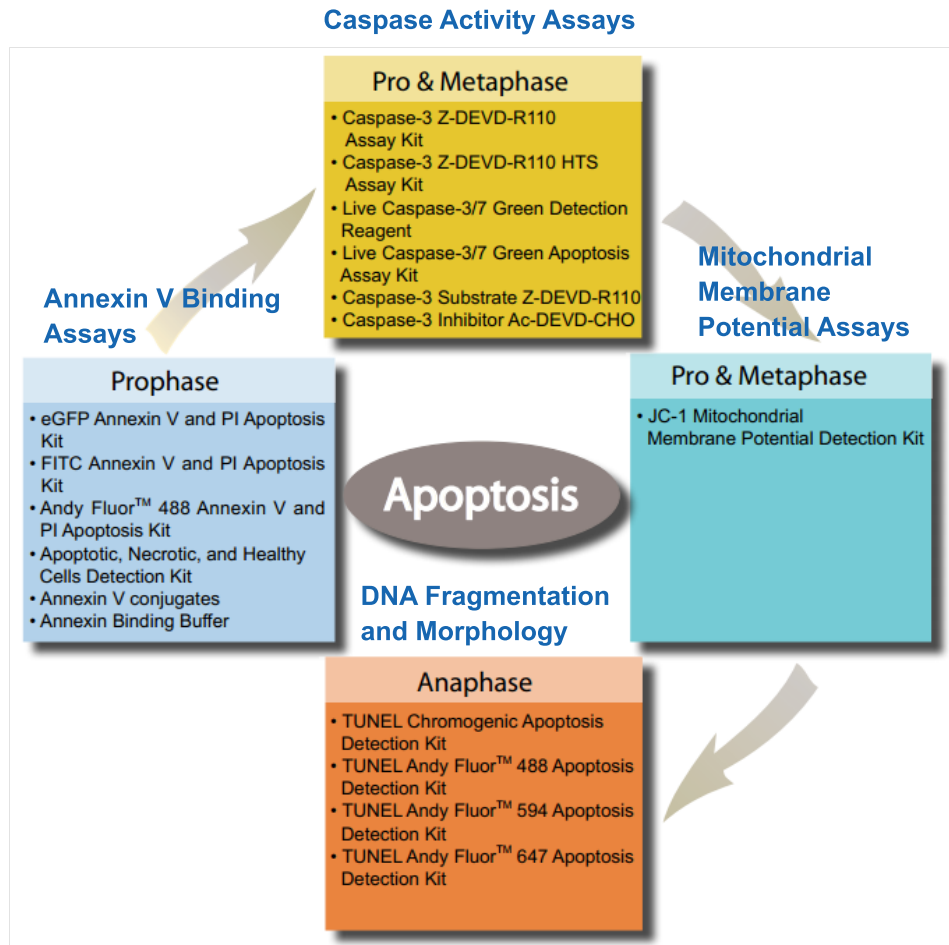 Caspase Activity Assays
Pro & Metaphase
• Caspase-3 Z-DEVD-R110
Assay Kit
• Caspase-3 Z-DEVD-R110 HTS
Assay Kit
• Live Caspase-3/7 Green Detection
Reagent
• Live Caspase-3/7 Green Apoptosis
Assay Kit
• Caspase-3 Substrate Z-DEVD-R110
• Caspase-3 Inhibitor Ac-DEVD-CHO
Annexin V Binding
Assays
Prophase
• eGFP Annexin V and PI Apoptosis
Kit
• FITC Annexin V and PI Apoptosis
Kit
• Andy Fluor™ 488 Annexin V and
PI Apoptosis Kit
• Apoptotic, Necrotic, and Healthy
Cells Detection Kit
• Annexin V conjugates
• Annexin Binding Buffer
Apoptosis
Mitochondrial
Membrane
Potential Assays
Pro & Metaphase
• JC-1 Mitochondrial
Membrane Potential Detection Kit
DNA Fragmentation
and Morphology
Anaphase
• TUNEL Chromogenic Apoptosis
Detection Kit
• TUNEL Andy Fluor™ 488 Apoptosis
Detection Kit
• TUNEL Andy Fluor™ 594 Apoptosis
Detection Kit
• TUNEL Andy Fluor™ 647 Apoptosis
Detection Kit